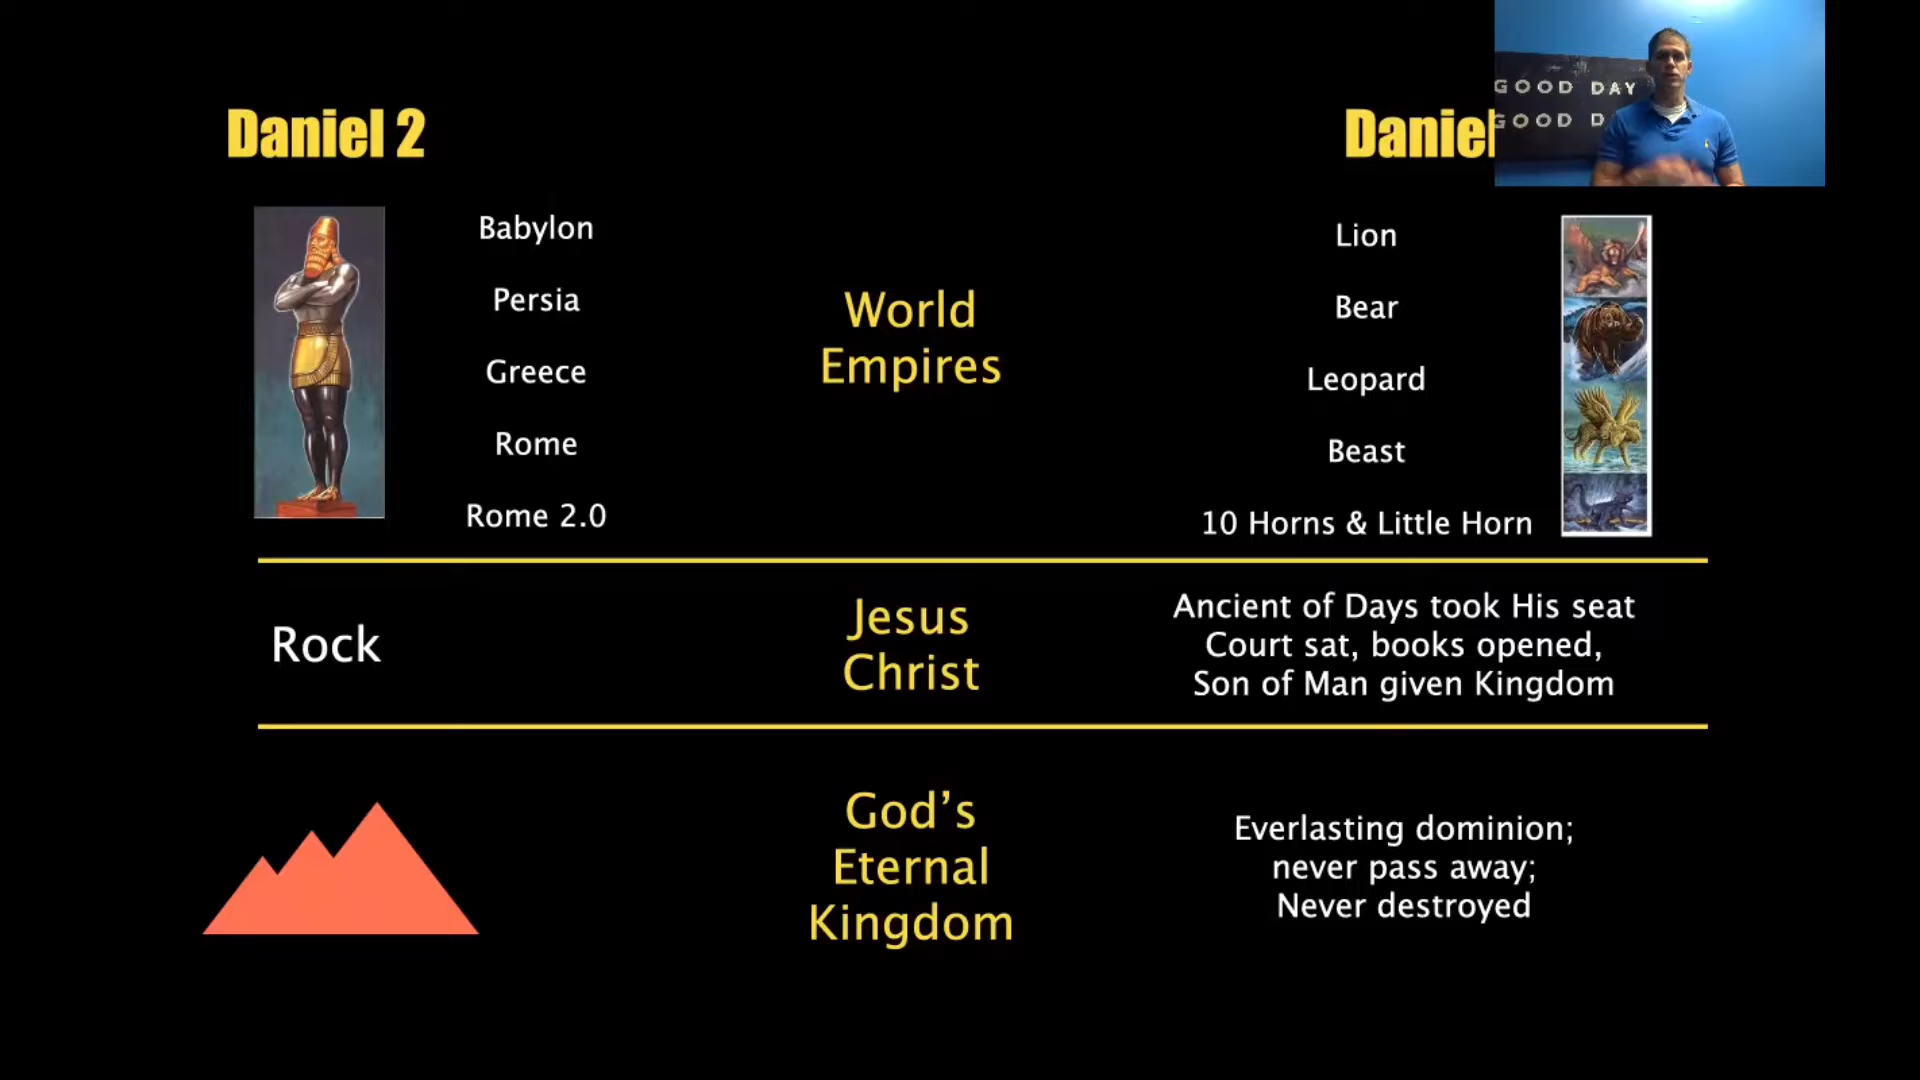 Daniel 2
Daniel
GOOD DAY
GOOD D
Babylon
Persia
Greece
Rome
Rome 2.0
World
Empires
Lion
Bear
Leopard
Beast
10 Horns & Little Horn
Rock
Jesus
Christ
Ancient of Days took His seat
Court sat, books opened,
Son of Man given Kingdom
God’s
Eternal
Kingdom
Everlasting dominion;
never pass away;
Never destroyed